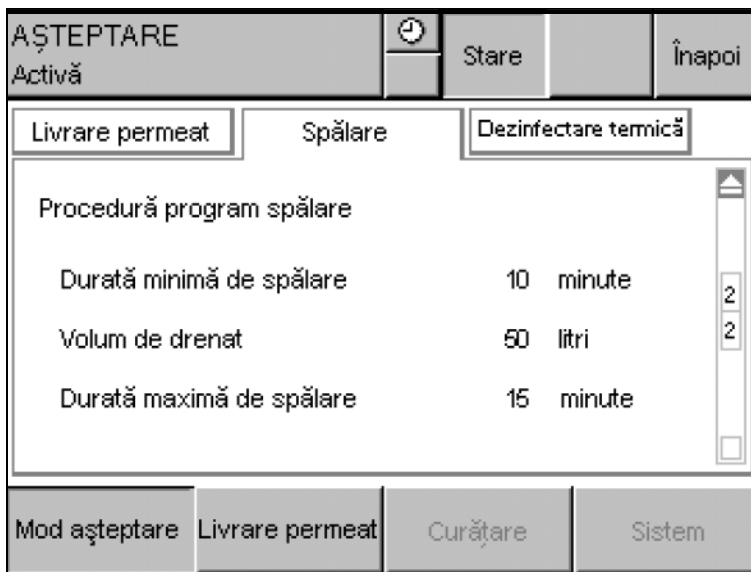 AȘTEPTARE
Activă
Stare
Înapoi
Livrare permeat
Spălare
Dezinfectare termică
Procedură program spălare
Durată minimă de spălare 10 minute
Volum de drenat 50 litri
Durată maximă de spălare 15 minute
2
2
Mod așteptare
Livrare permeat
Curățare
Sistem